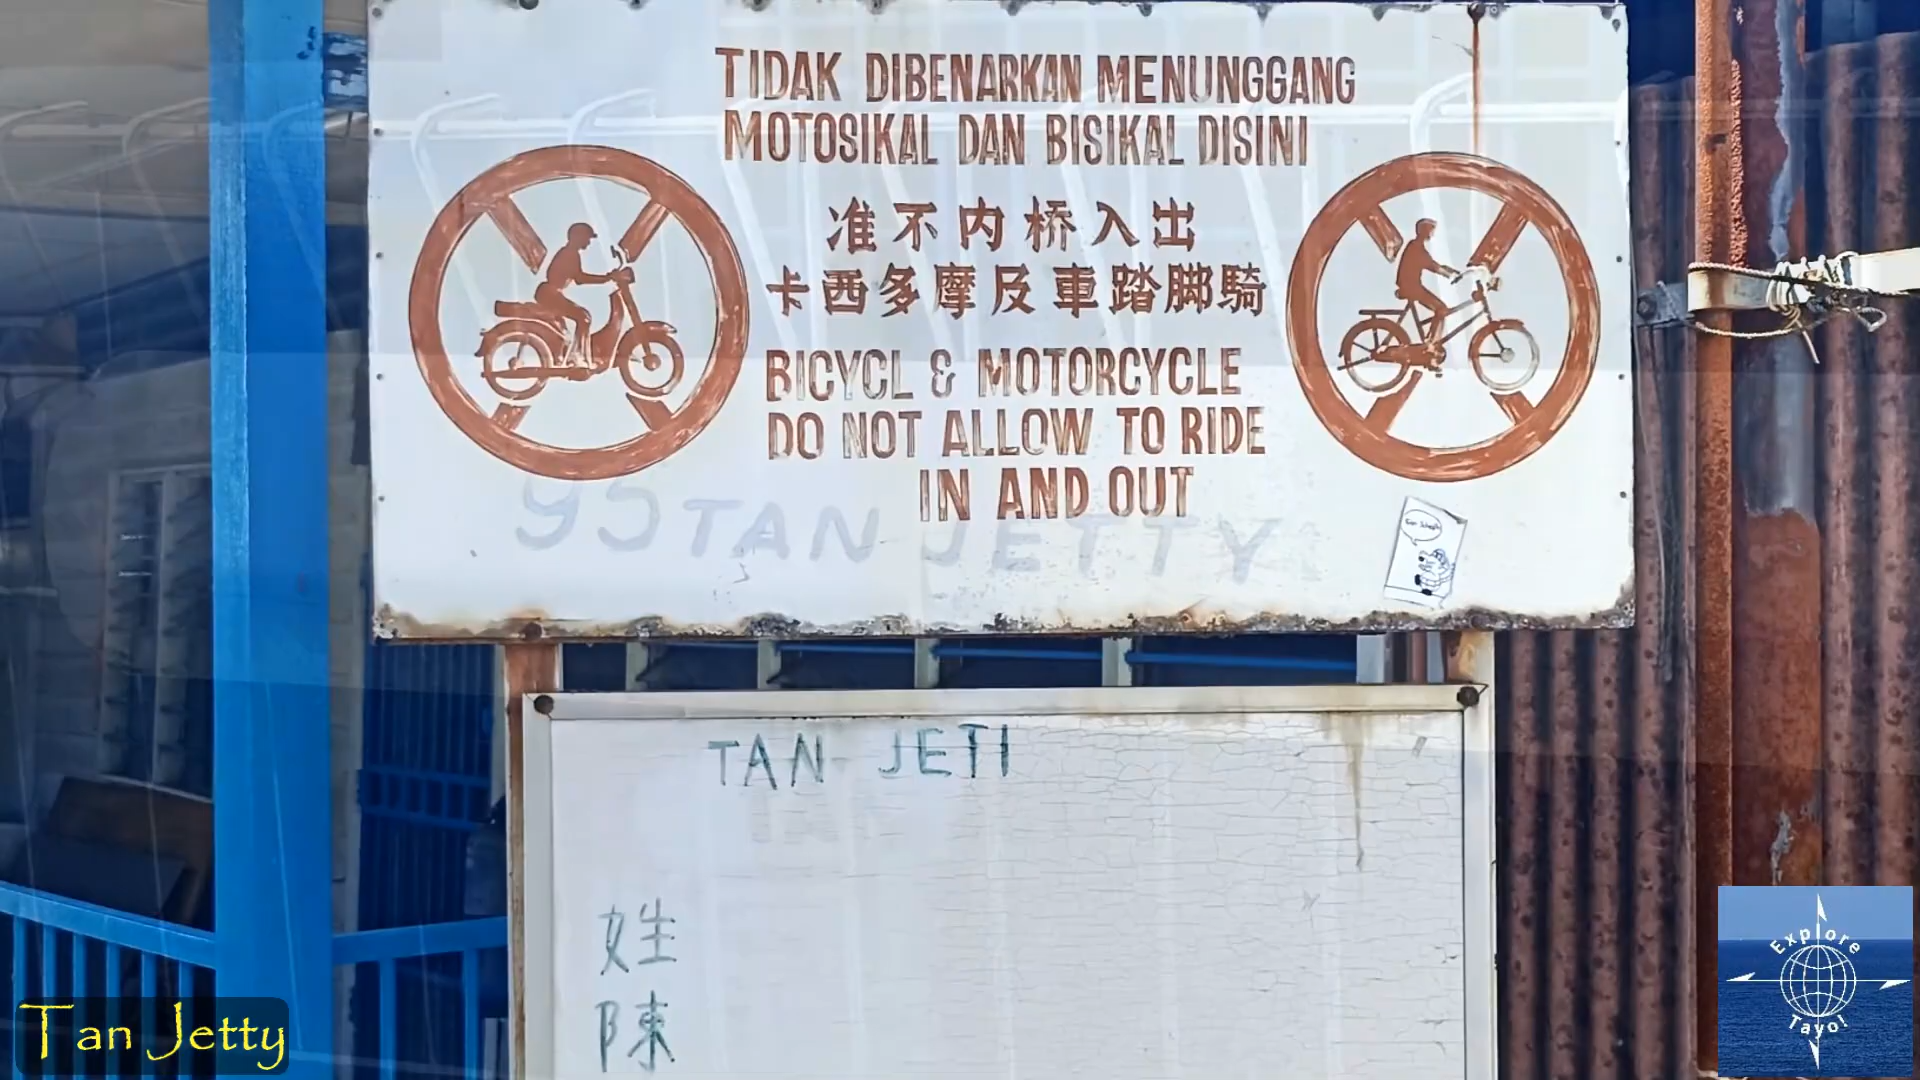 TIDAK DIBENARKAN MENUNGGANG
MOTOSIKAL DAN BISIKAL DISINI
出入桥内不准
騎脚踏車及摩多西卡
BICYCL & MOTORCYCLE
DO NOT ALLOW TO RIDE
IN AND OUT
TAN JETTY
TAN JETI
姓
陳
Tan Jetty
Explore
Tayo!